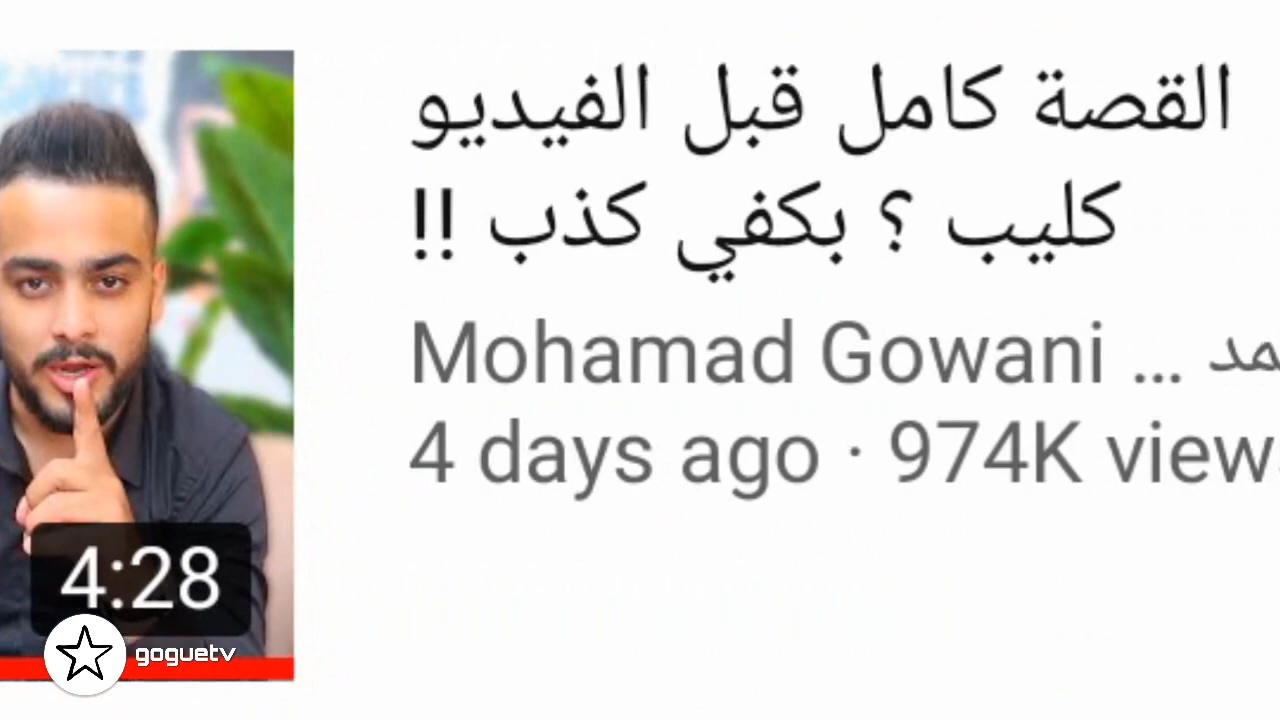 القصة كامل قبل الفيديو
كليب ؟ بكفي كذب !!
Mohamad Gowani ...
4 days ago · 974K views
4:28
goguetv